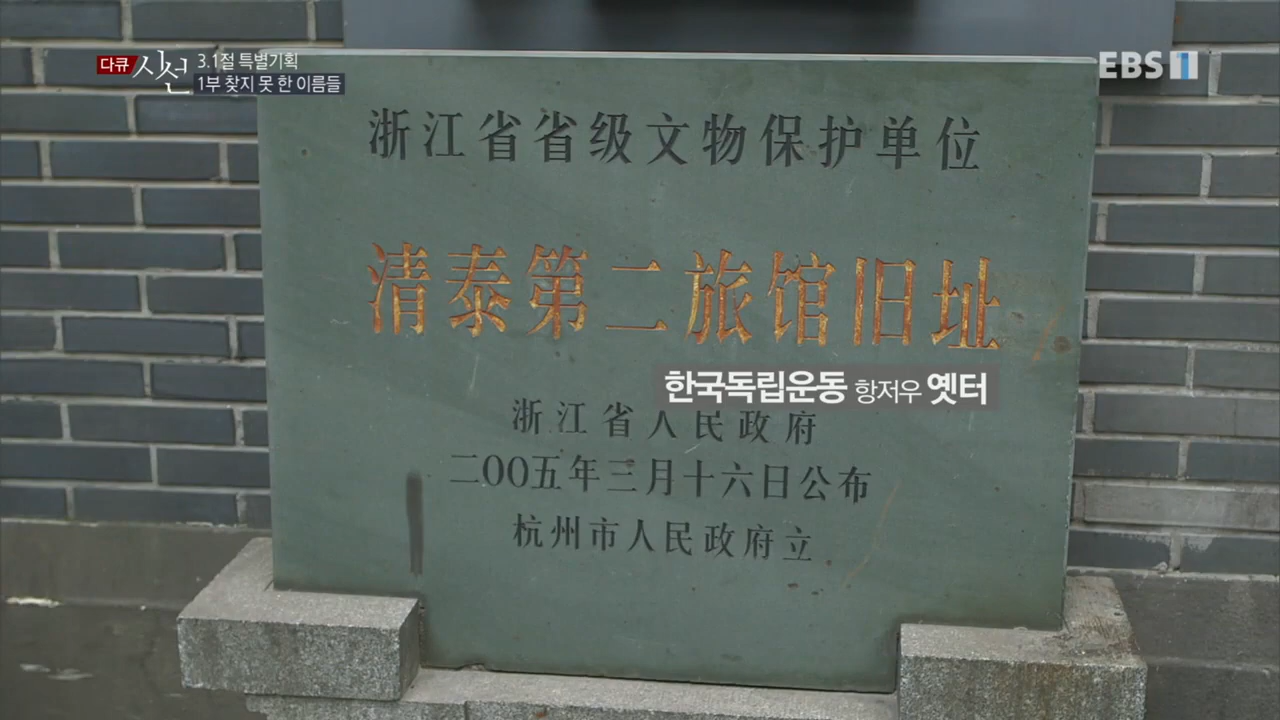 다큐 시선
3.1절 특별기획
1부 찾지 못 한 이름들
EBS 1
浙江省省级文物保护单位
清泰第二旅馆旧址
한국독립운동 항저우 옛터
浙江省人民政府
二〇〇五年三月十六日公布
杭州市人民政府立